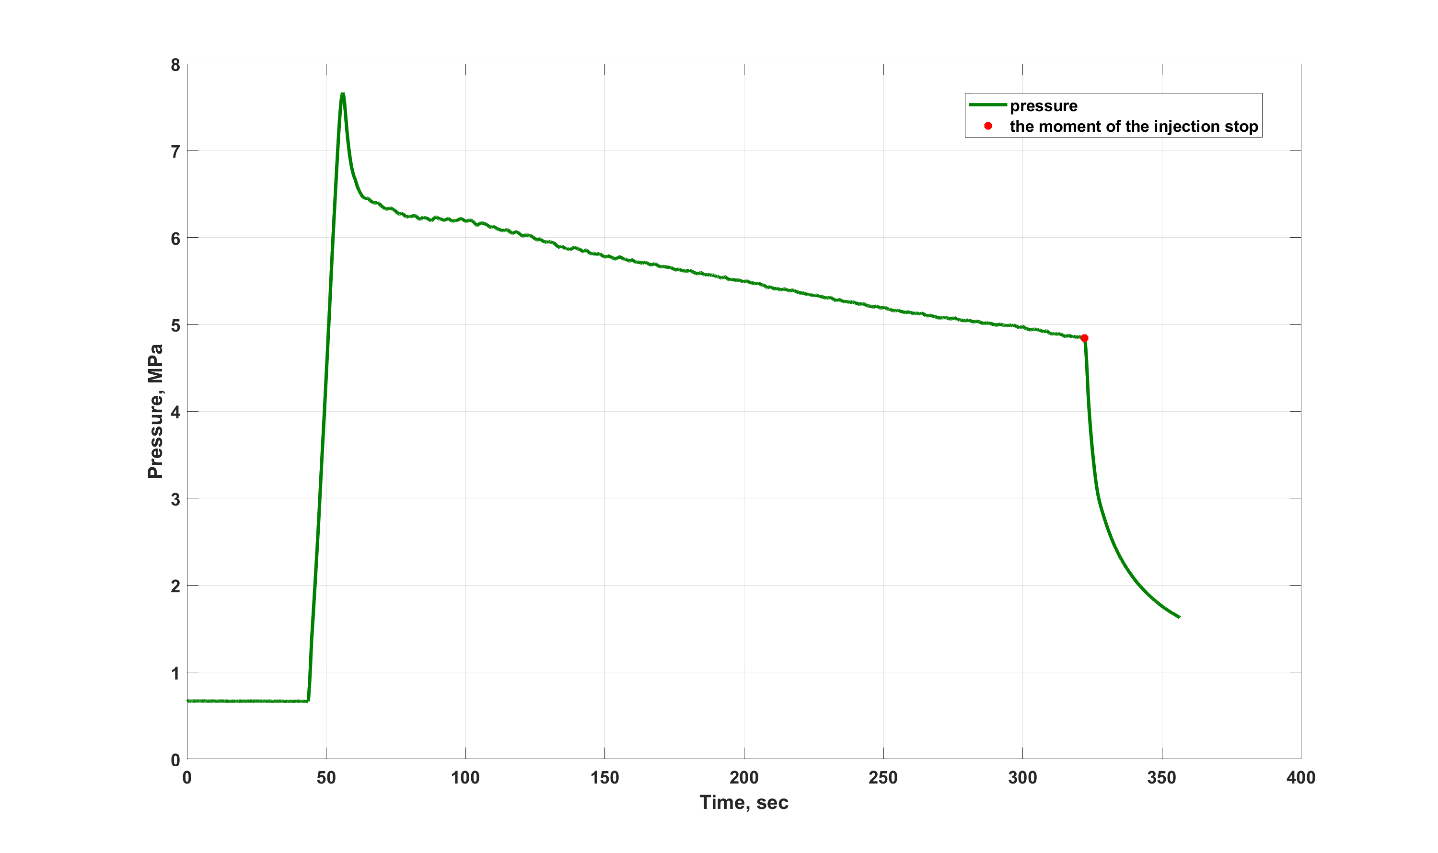 8
7
6
5
4
3
2
1
0
Pressure, MPa
pressure
the moment of the injection stop
0 50 100 150 200 250 300 350 400
Time, sec